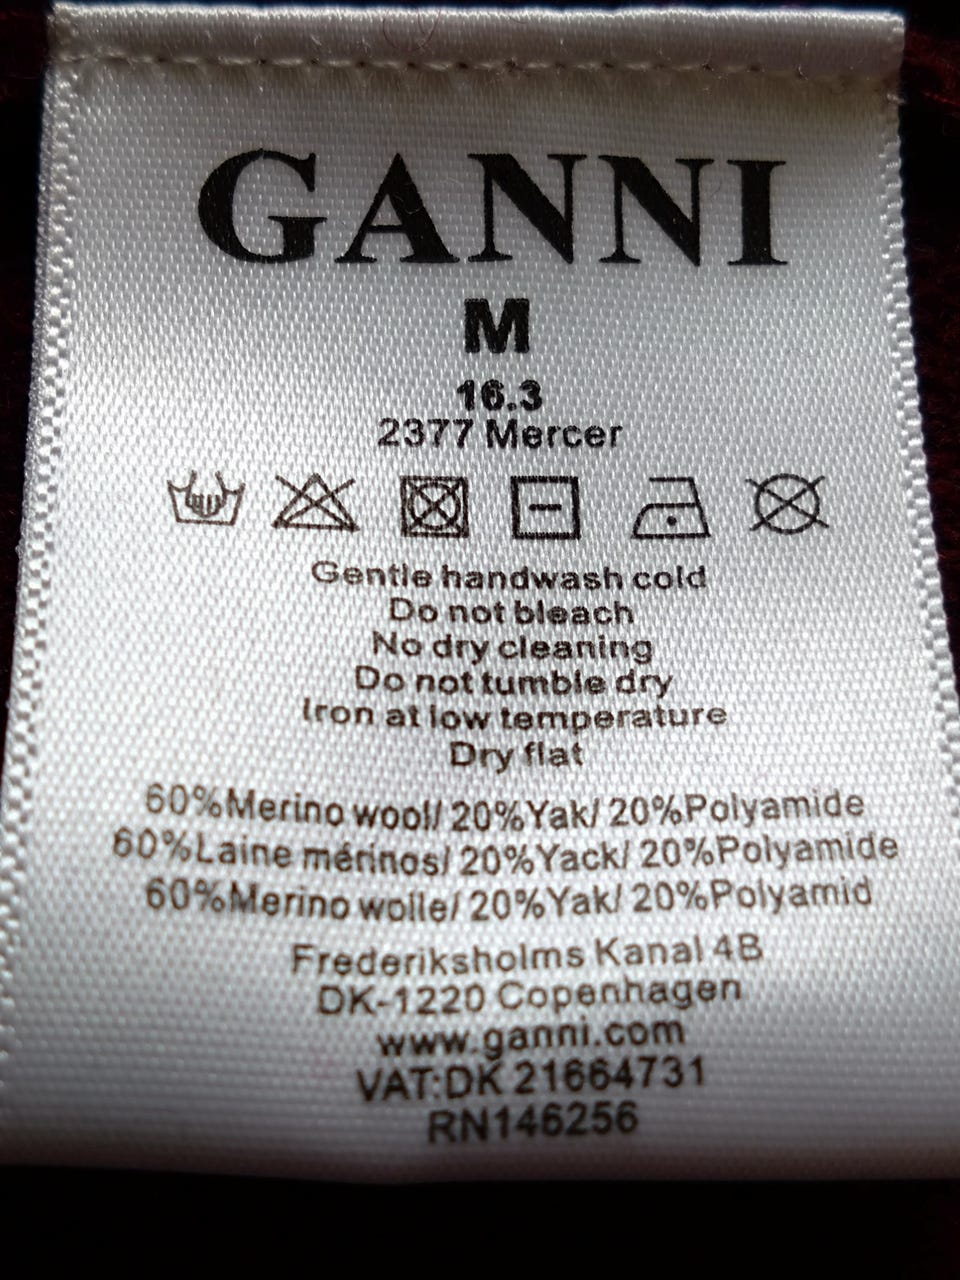 GANNI
M
16.3
2377 Mercer
Gentle handwash cold
Do not bleach
No dry cleaning
Do not tumble dry
Iron at low temperature
Dry flat
60%Merino wool/ 20%Yak/ 20%Polyamide
60%Laine mérinos/ 20%Yack/ 20%Polyamide
60%Merino wolle/ 20%Yak/ 20%Polyamid
Frederiksholms Kanal 4B
DK-1220 Copenhagen
www.ganni.com
VAT:DK 21664731
RN146256